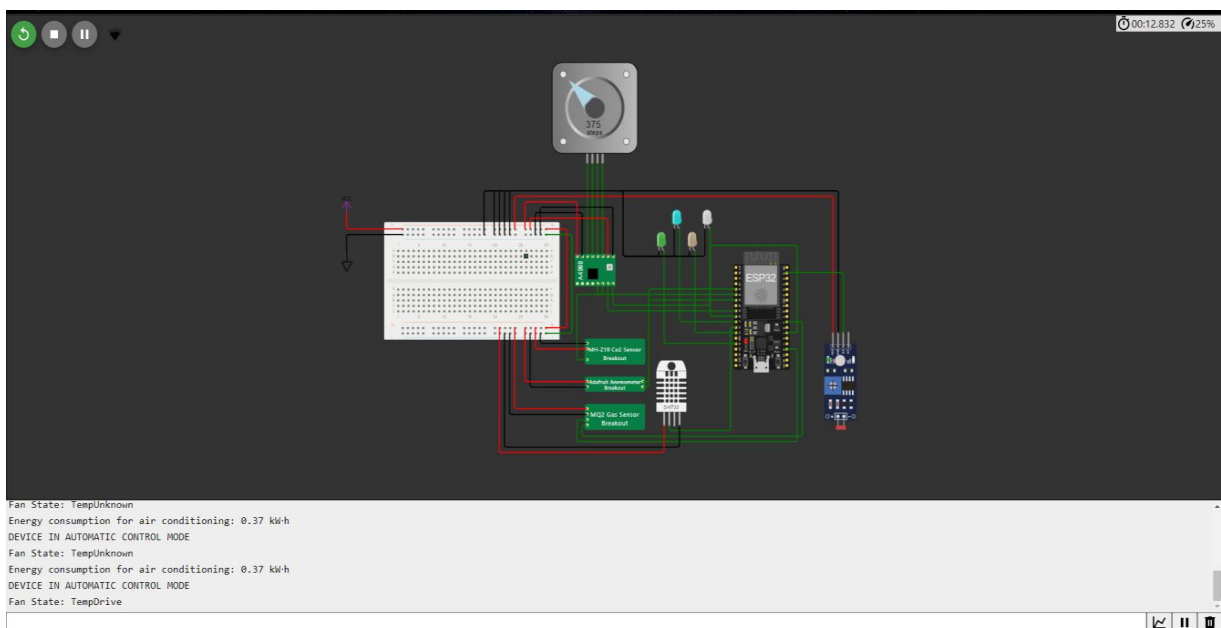 00:12.832 25%
375
steps
A4988
ESP32
MH-Z19 Co2 Sensor
Breakout
Adafruit Anemometer
Breakout
MQ2 Gas Sensor
Breakout
DHT22
Fan State: TempUnknown
Energy consumption for air conditioning: 0.37 kW·h
DEVICE IN AUTOMATIC CONTROL MODE
Fan State: TempUnknown
Energy consumption for air conditioning: 0.37 kW·h
DEVICE IN AUTOMATIC CONTROL MODE
Fan State: TempDrive